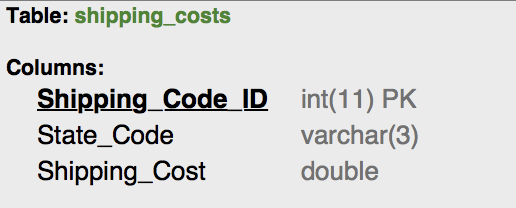 Table: shipping_costs
Columns:
Shipping_Code_ID int(11) PK
State_Code varchar(3)
Shipping_Cost double